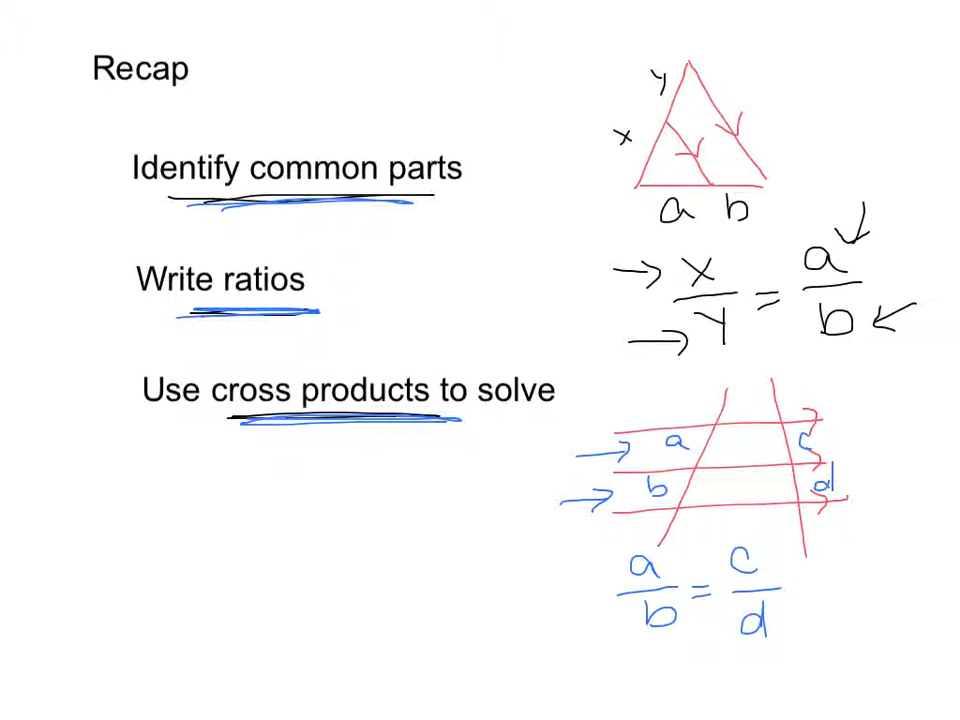 Recap
Identify common parts
Write ratios
Use cross products to solve
y
x
a b
x/y = a/b
a c
b d
a/b = c/d